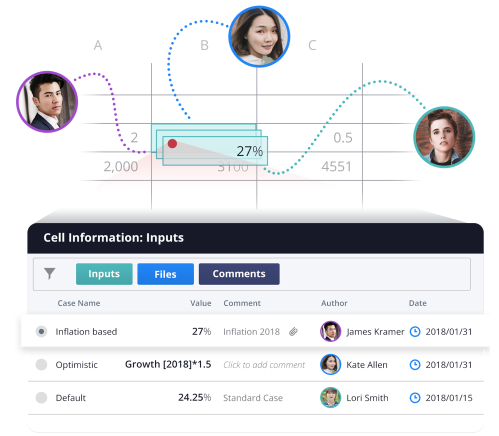 A B C
2 0.5
27%
2,000 3100 4551
Cell Information: Inputs
Inputs Files Comments
Case Name Value Comment Author Date
Inflation based 27% Inflation 2018 James Kramer 2018/01/31
Optimistic Growth [2018]*1.5 Click to add comment Kate Allen 2018/01/31
Default 24.25% Standard Case Lori Smith 2018/01/15